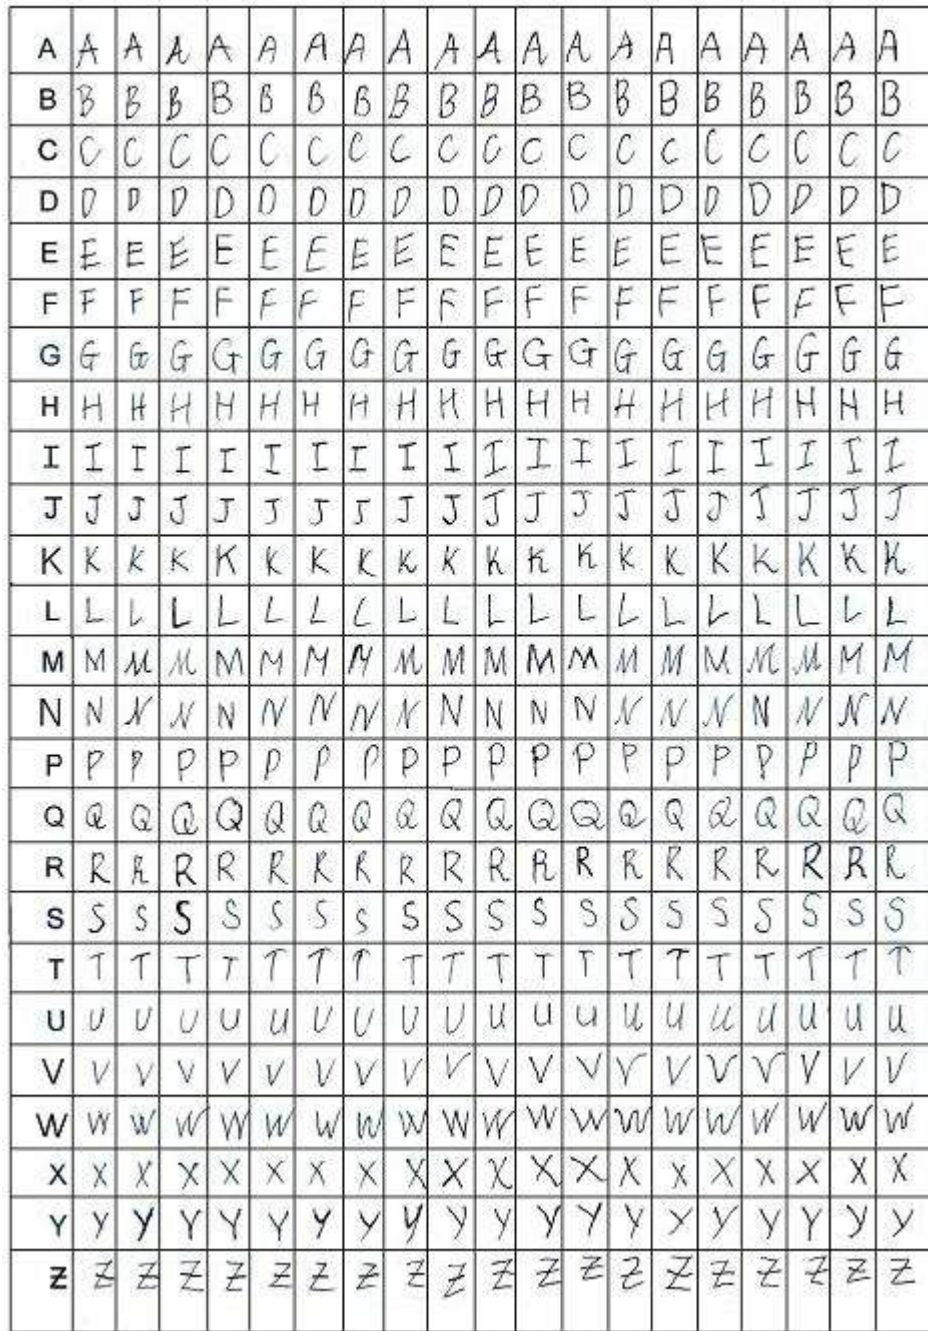 A A A A A A A A A A A A A A A A A A A A
B B B B B B B B B B B B B B B B B B B B
C C C C C C C C C C C C C C C C C C C C
D D D D D D D D D D D D D D D D D D D D
E E E E E E E E E E E E E E E E E E E E
F F F F F F F F F F F F F F F F F F F F
G G G G G G G G G G G G G G G G G G G G
H H H H H H H H H H H H H H H H H H H H
I I I I I I I I I I I I I I I I I I I I
J J J J J J J J J J J J J J J J J J J J
K K K K K K K K K K K K K K K K K K K K
L L L L L L L L L L L L L L L L L L L L
M M M M M M M M M M M M M M M M M M M M
N N N N N N N N N N N N N N N N N N N N
P P P P P P P P P P P P P P P P P P P P
Q Q Q Q Q Q Q Q Q Q Q Q Q Q Q Q Q Q Q Q
R R R R R R R R R R R R R R R R R R R R
S S S S S S S S S S S S S S S S S S S S
T T T T T T T T T T T T T T T T T T T T
U U U U U U U U U U U U U U U U U U U U
V V V V V V V V V V V V V V V V V V V V
W W W W W W W W W W W W W W W W W W W W
X X X X X X X X X X X X X X X X X X X X
Y Y Y Y Y Y Y Y Y Y Y Y Y Y Y Y Y Y Y Y
Z Z Z Z Z Z Z Z Z Z Z Z Z Z Z Z Z Z Z Z